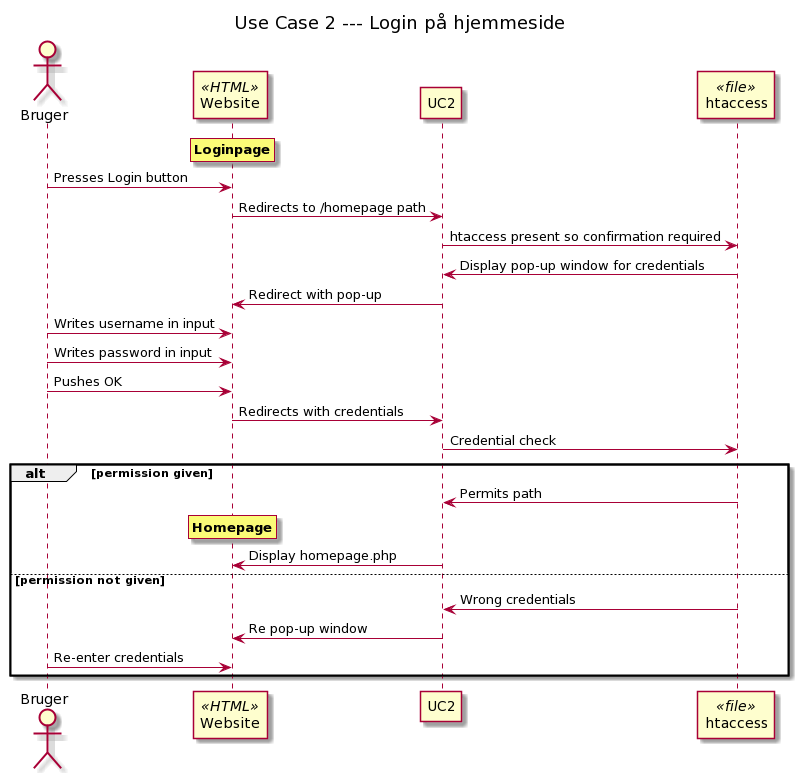 Use Case 2 --- Login på hjemmeside
Bruger
«HTML»
Website
UC2
«file»
htaccess
Loginpage
Presses Login button
Redirects to /homepage path
htaccess present so confirmation required
Display pop-up window for credentials
Redirect with pop-up
Writes username in input
Writes password in input
Pushes OK
Redirects with credentials
Credential check
alt
[permission given]
Permits path
Homepage
Display homepage.php
[permission not given]
Wrong credentials
Re pop-up window
Re-enter credentials
Bruger
«HTML»
Website
UC2
«file»
htaccess